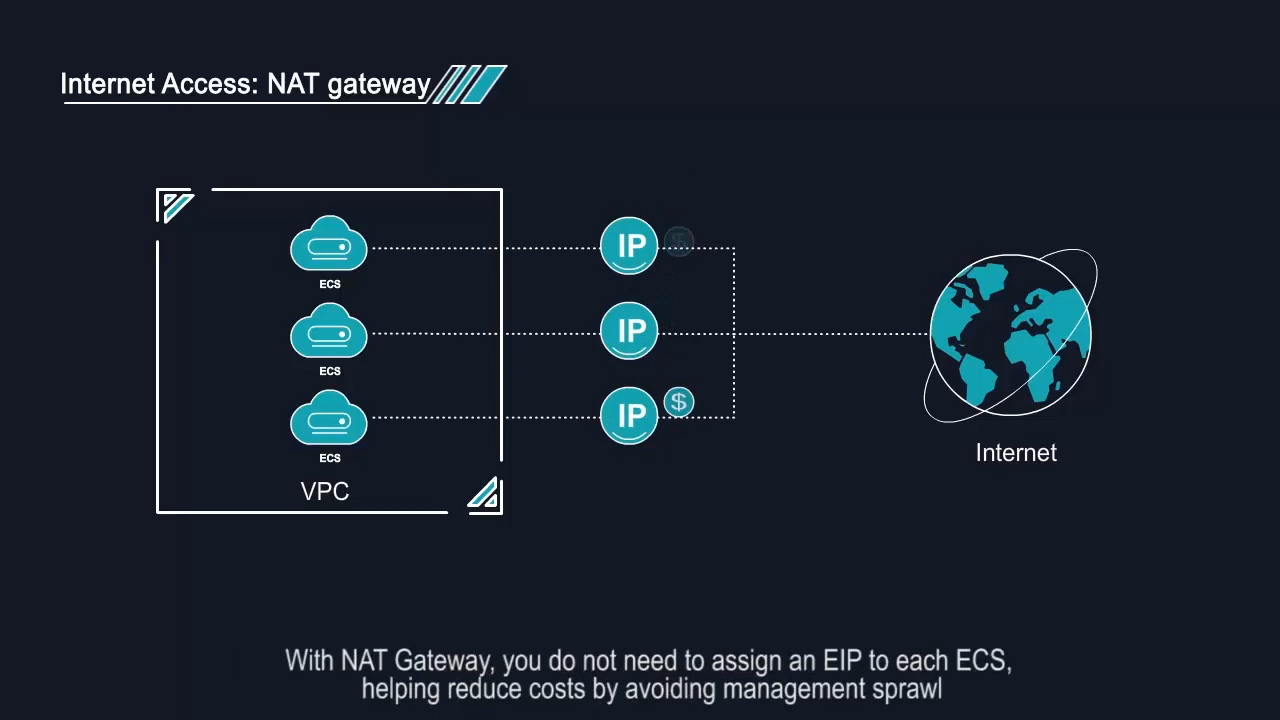 Internet Access: NAT gateway
ECS
IP
$
ECS
IP
ECS
IP
$
VPC
Internet
With NAT Gateway, you do not need to assign an EIP to each ECS,
helping reduce costs by avoiding management sprawl